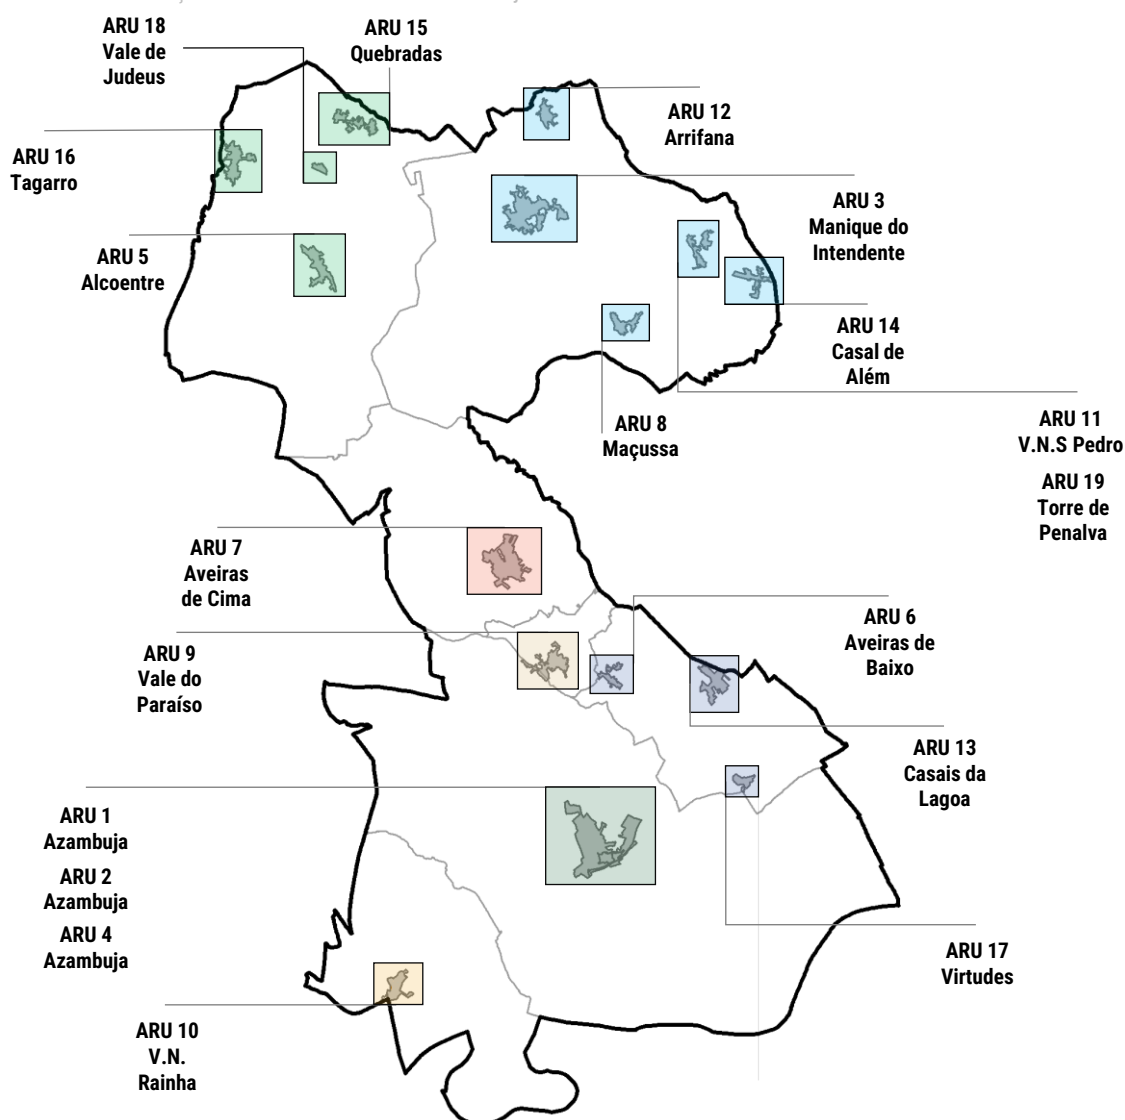 ARU 18
Vale de
Judeus
ARU 15
Quebradas
ARU 12
Arrifana
ARU 16
Tagarro
ARU 3
Manique do
Intendente
ARU 5
Alcoentre
ARU 14
Casal de
Além
ARU 8
Maçussa
ARU 11
V.N.S Pedro
ARU 19
Torre de
Penalva
ARU 7
Aveiras
de Cima
ARU 6
Aveiras de
Baixo
ARU 9
Vale do
Paraíso
ARU 13
Casais da
Lagoa
ARU 1
Azambuja
ARU 2
Azambuja
ARU 4
Azambuja
ARU 17
Virtudes
ARU 10
V.N.
Rainha